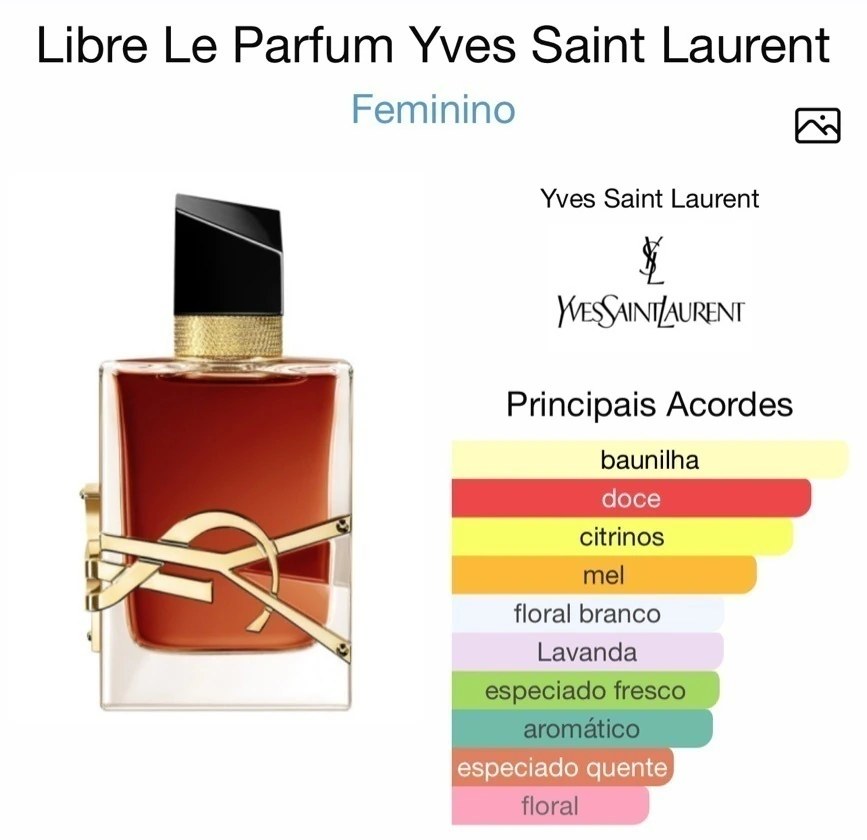 Libre Le Parfum Yves Saint Laurent
Feminino
Yves Saint Laurent
YSL
YVESSAINTLAURENT
Principais Acordes
baunilha
doce
citrinos
mel
floral branco
Lavanda
especiado fresco
aromático
especiado quente
floral